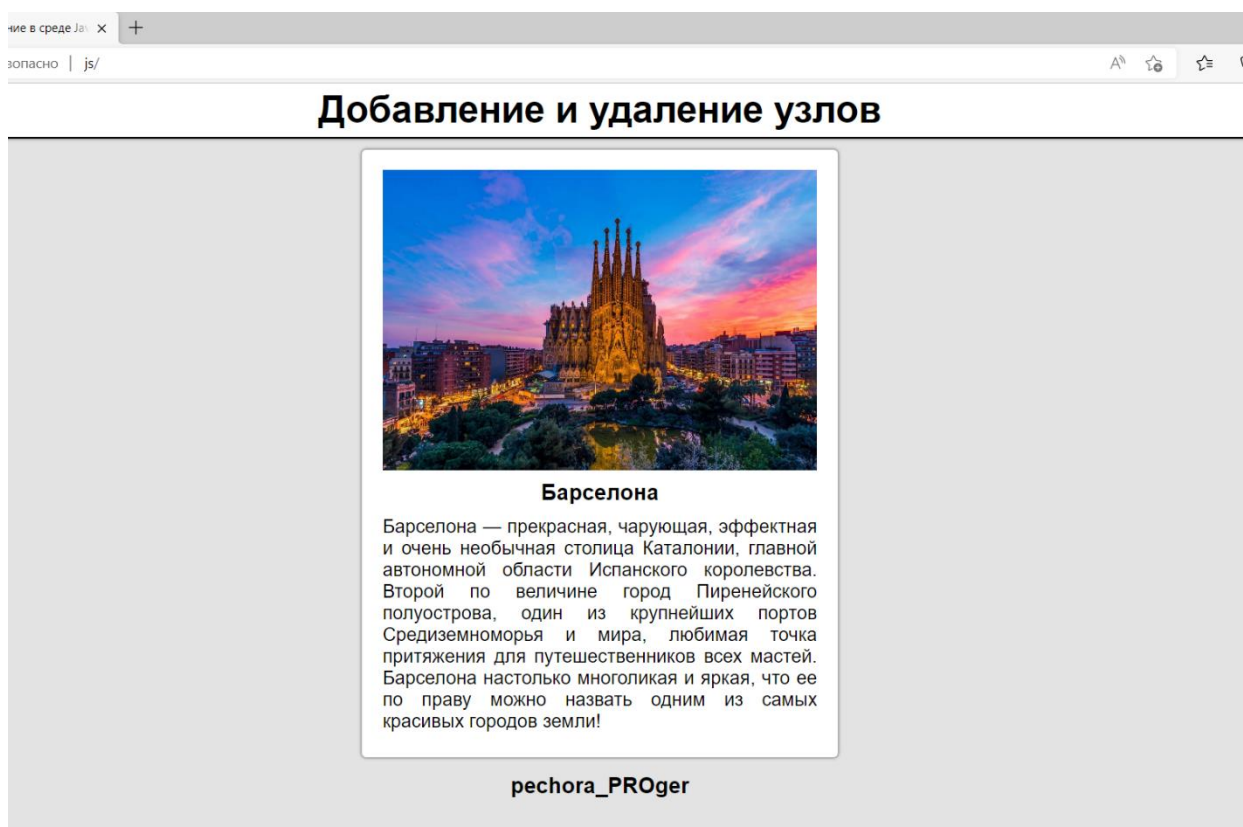 ние в среде Ja
зопасно | js/
Добавление и удаление узлов
Барселона
Барселона — прекрасная, чарующая, эффектная
и очень необычная столица Каталонии, главной
автономной области Испанского королевства.
Второй по величине город Пиренейского
полуострова, один из крупнейших портов
Средиземноморья и мира, любимая точка
притяжения для путешественников всех мастей.
Барселона настолько многоликая и яркая, что ее
по праву можно назвать одним из самых
красивых городов земли!
pechora_PROger